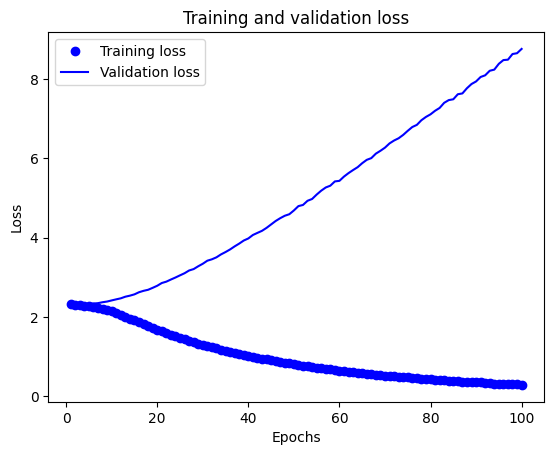 Training and validation loss
Training loss
Validation loss
8
6
4
2
0
Loss
0 20 40 60 80 100
Epochs